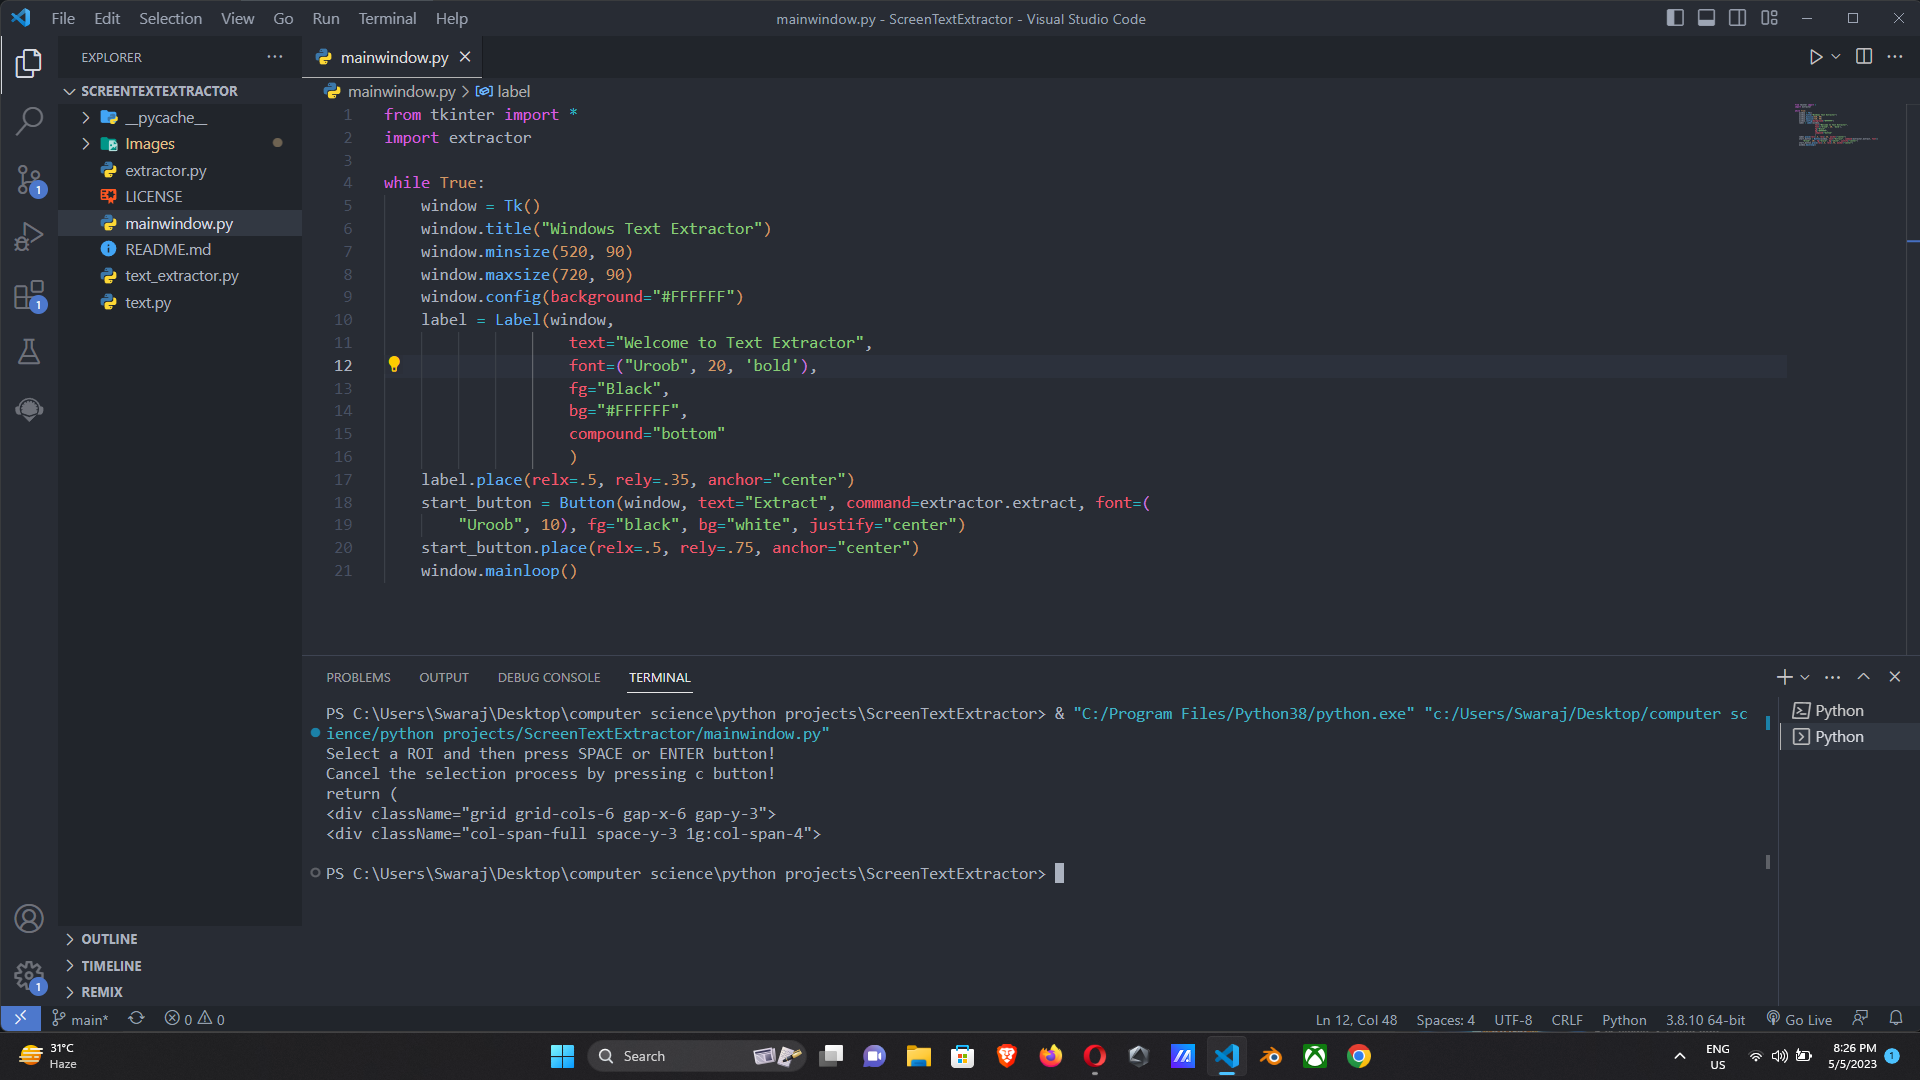 File Edit Selection View Go Run Terminal Help
mainwindow.py - ScreenTextExtractor - Visual Studio Code
EXPLORER
SCREENTEXTEXTRACTOR
__pycache__
Images
extractor.py
LICENSE
mainwindow.py
README.md
text_extractor.py
text.py
OUTLINE
TIMELINE
REMIX
1
1
1
mainwindow.py
mainwindow.py > label
1 from tkinter import *
2 import extractor
3
4 while True:
5 window = Tk()
6 window.title("Windows Text Extractor")
7 window.minsize(520, 90)
8 window.maxsize(720, 90)
9 window.config(background="#FFFFFF")
10 label = Label(window,
11 text="Welcome to Text Extractor",
12 font=("Uroob", 20, 'bold'),
13 fg="Black",
14 bg="#FFFFFF",
15 compound="bottom"
16 )
17 label.place(relx=.5, rely=.35, anchor="center")
18 start_button = Button(window, text="Extract", command=extractor.extract, font=(
19 "Uroob", 10), fg="black", bg="white", justify="center")
20 start_button.place(relx=.5, rely=.75, anchor="center")
21 window.mainloop()
PROBLEMS OUTPUT DEBUG CONSOLE TERMINAL
PS C:\Users\Swaraj\Desktop\computer science\python projects\ScreenTextExtractor> & "C:/Program Files/Python38/python.exe" "c:/Users/Swaraj/Desktop/computer sc
ience/python projects/ScreenTextExtractor/mainwindow.py"
Select a ROI and then press SPACE or ENTER button!
Cancel the selection process by pressing c button!
return (
<div className="grid grid-cols-6 gap-x-6 gap-y-3">
<div className="col-span-full space-y-3 1g:col-span-4">
PS C:\Users\Swaraj\Desktop\computer science\python projects\ScreenTextExtractor>
Python
Python
main* 0 0
Ln 12, Col 48 Spaces: 4 UTF-8 CRLF Python 3.8.10 64-bit Go Live
31°C
Haze
Search
ENG
US
8:26 PM
5/5/2023
1